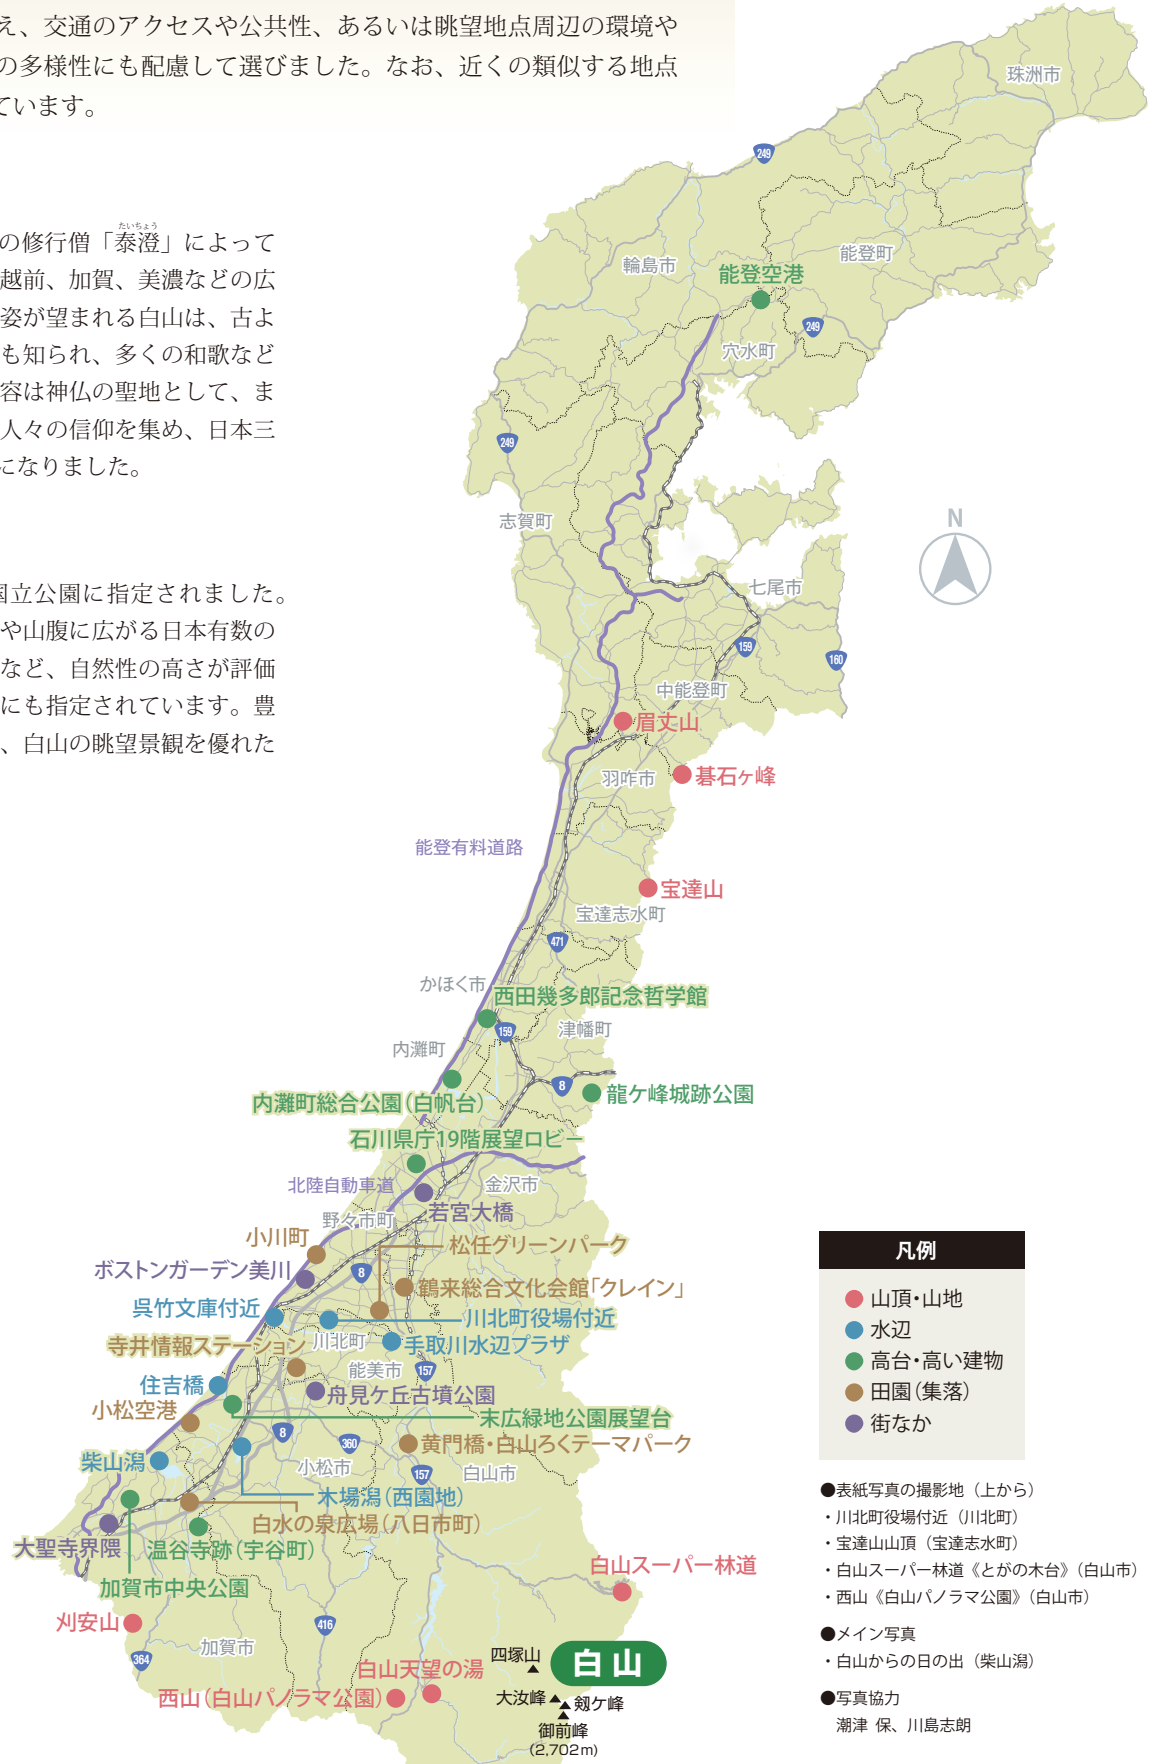 え、交通のアクセスや公共性、あるいは眺望地点周辺の環境や
の多様性にも配慮して選びました。なお、近くの類似する地点
ています。
たいちょう
の修行僧「泰澄」によって
越前、加賀、美濃などの広
姿が望まれる白山は、古よ
も知られ、多くの和歌など
容は神仏の聖地として、ま
人々の信仰を集め、日本三
になりました。
国立公園に指定されました。
や山腹に広がる日本有数の
など、自然性の高さが評価
にも指定されています。豊
、白山の眺望景観を優れた
珠洲市
249
能登町
輪島市
能登空港
249
穴水町
249
志賀町
N
七尾市
159
160
中能登町
眉丈山
羽咋市
碁石ヶ峰
能登有料道路
宝達山
宝達志水町
471
かほく市
西田幾多郎記念哲学館
159
津幡町
内灘町
8
内灘町総合公園（白帆台）
龍ケ峰城跡公園
石川県庁19階展望ロビー
北陸自動車道
金沢市
若宮大橋
野々市町
小川町
松任グリーンパーク
ボストンガーデン美川
8
鶴来総合文化会館「クレイン」
呉竹文庫付近
川北町役場付近
寺井情報ステーション
川北町
手取川水辺プラザ
能美市
157
住吉橋
舟見ケ丘古墳公園
小松空港
末広緑地公園展望台
8
360
黄門橋・白山ろくテーマパーク
柴山潟
小松市
157
白山市
木場潟（西園地）
白水の泉広場（八日市町）
大聖寺界隈
温谷寺跡（宇谷町）
白山スーパー林道
加賀市中央公園
刈安山
416
加賀市
364
四塚山
白山
白山天望の湯
西山（白山パノラマ公園）
大汝峰
剱ケ峰
御前峰
(2,702m)
凡例
山頂・山地
水辺
高台・高い建物
田園（集落）
街なか
●表紙写真の撮影地（上から）
・川北町役場付近（川北町）
・宝達山山頂（宝達志水町）
・白山スーパー林道《とがの木台》（白山市）
・西山《白山パノラマ公園》（白山市）
●メイン写真
・白山からの日の出（柴山潟）
●写真協力
潮津 保、川島志朗